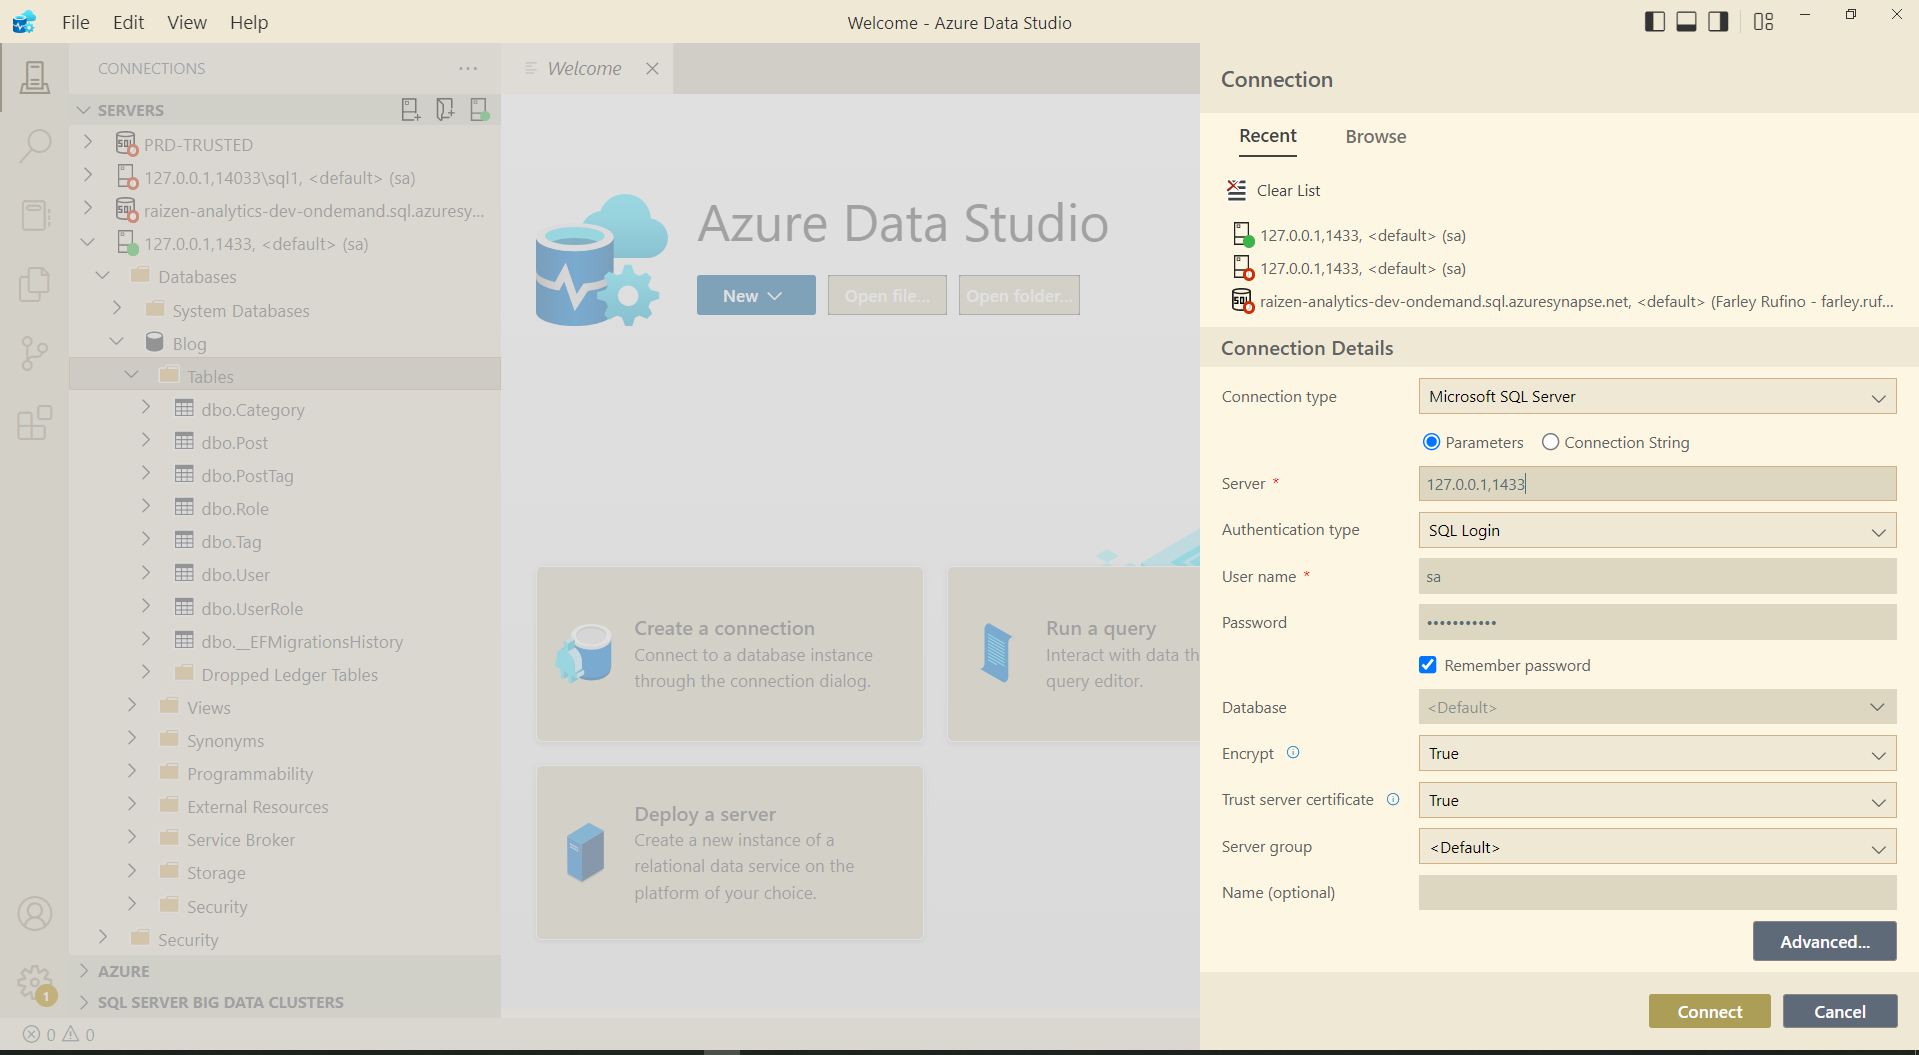 File Edit View Help
Welcome - Azure Data Studio
CONNECTIONS
SERVERS
PRD-TRUSTED
127.0.0.1,14033\sql1, <default> (sa)
raizen-analytics-dev-ondemand.sql.azuresy...
127.0.0.1,1433, <default> (sa)
Databases
System Databases
Blog
Tables
dbo.Category
dbo.Post
dbo.PostTag
dbo.Role
dbo.Tag
dbo.User
dbo.UserRole
dbo.__EFMigrationsHistory
Dropped Ledger Tables
Views
Synonyms
Programmability
External Resources
Service Broker
Storage
Security
Security
AZURE
SQL SERVER BIG DATA CLUSTERS
1
0 0
Welcome
Azure Data Studio
New
Open file...
Open folder...
Create a connection
Connect to a database instance
through the connection dialog.
Run a query
Interact with data th
query editor.
Deploy a server
Create a new instance of a
relational data service on the
platform of your choice.
Connection
Recent Browse
Clear List
127.0.0.1,1433, <default> (sa)
127.0.0.1,1433, <default> (sa)
raizen-analytics-dev-ondemand.sql.azuresynapse.net, <default> (Farley Rufino - farley.ruf...
Connection Details
Connection type Microsoft SQL Server
Parameters Connection String
Server * 127.0.0.1,1433
Authentication type SQL Login
User name * sa
Password •••••••••••
Remember password
Database <Default>
Encrypt True
Trust server certificate True
Server group <Default>
Name (optional)
Advanced...
Connect Cancel